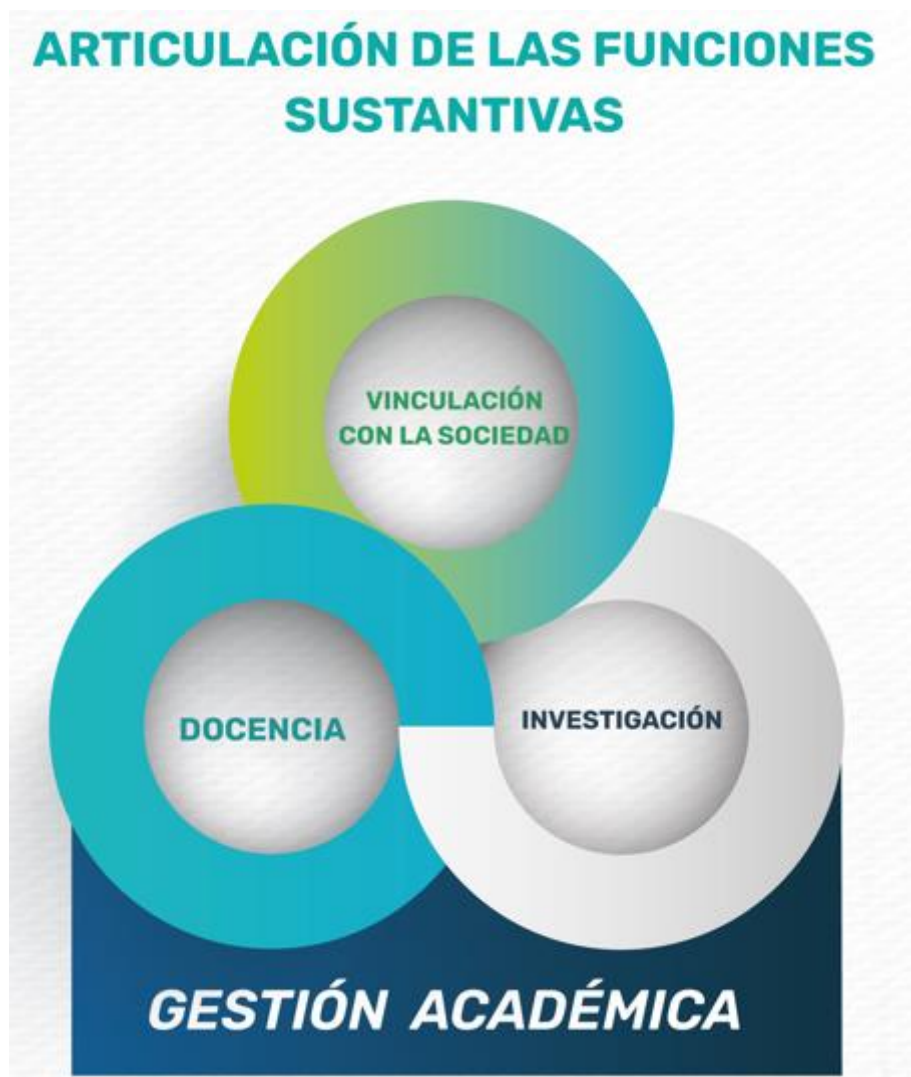 ARTICULACIÓN DE LAS FUNCIONES
SUSTANTIVAS
VINCULACIÓN
CON LA SOCIEDAD
DOCENCIA
INVESTIGACIÓN
GESTIÓN ACADÉMICA